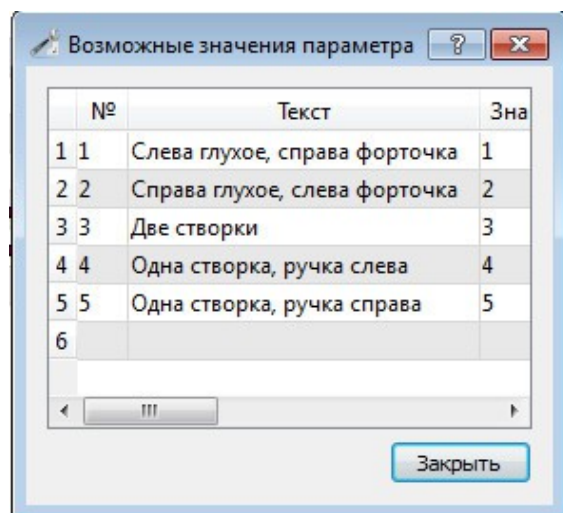 Возможные значения параметра ?
№ Текст Зна
1 1 Слева глухое, справа форточка 1
2 2 Справа глухое, слева форточка 2
3 3 Две створки 3
4 4 Одна створка, ручка слева 4
5 5 Одна створка, ручка справа 5
6
Закрыть